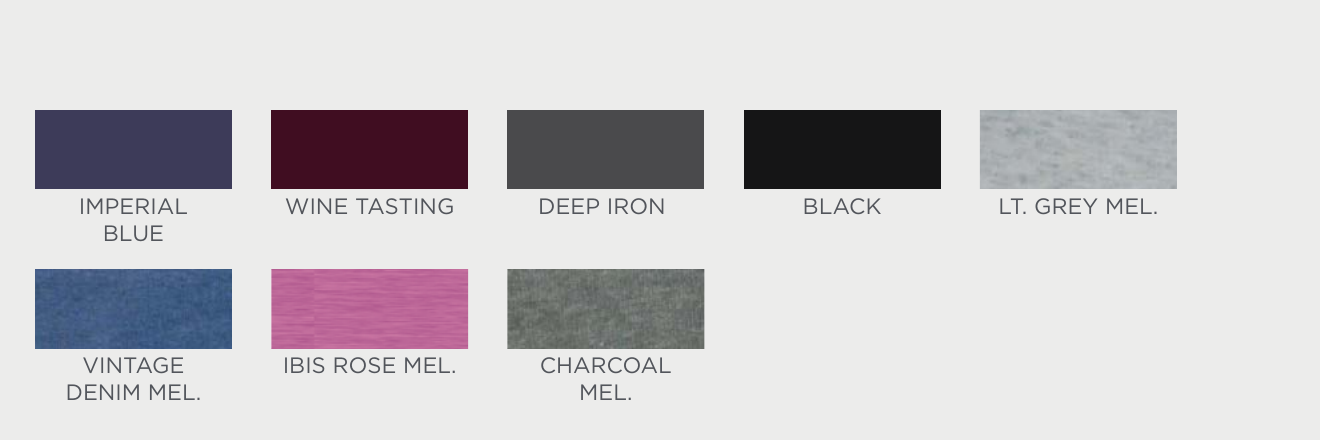 IMPERIAL
BLUE
WINE TASTING
DEEP IRON
BLACK
LT. GREY MEL.
VINTAGE
DENIM MEL.
IBIS ROSE MEL.
CHARCOAL
MEL.